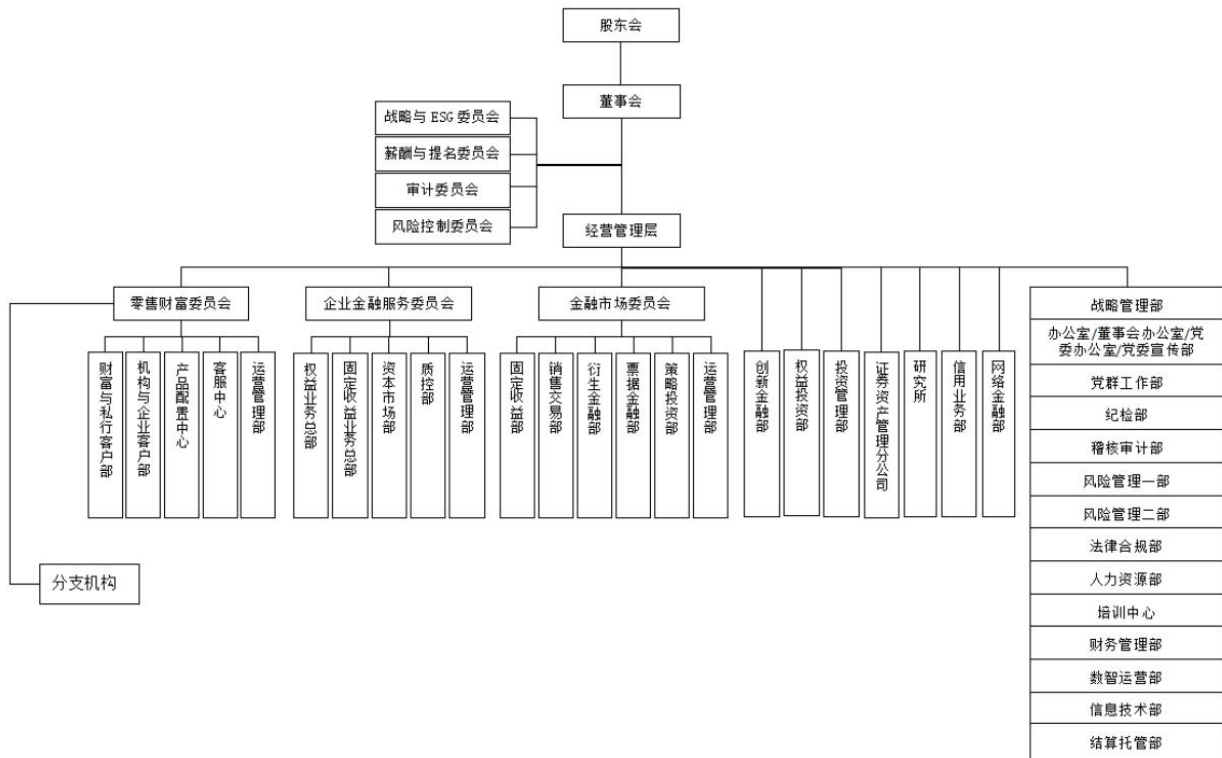 股东会
董事会
战略与 ESG 委员会
薪酬与提名委员会
审计委员会
风险控制委员会
经营管理层
零售财富委员会
企业金融服务委员会
金融市场委员会
财富与私行客户部
机构与企业客户部
产品配置中心
客服中心
运营管理部
权益业务总部
固定收益业务总部
资本市场部
质控部
运营管理部
固定收益部
销售交易部
衍生金融部
票据金融部
策略投资部
运营管理部
创新金融部
权益投资部
投资管理部
证券资产管理分公司
研究所
信用业务部
网络金融部
战略管理部
办公室/董事会办公室/党
委办公室/党委宣传部
党群工作部
纪检部
稽核审计部
风险管理一部
风险管理二部
法律合规部
人力资源部
培训中心
财务管理部
数智运营部
信息技术部
结算托管部
分支机构